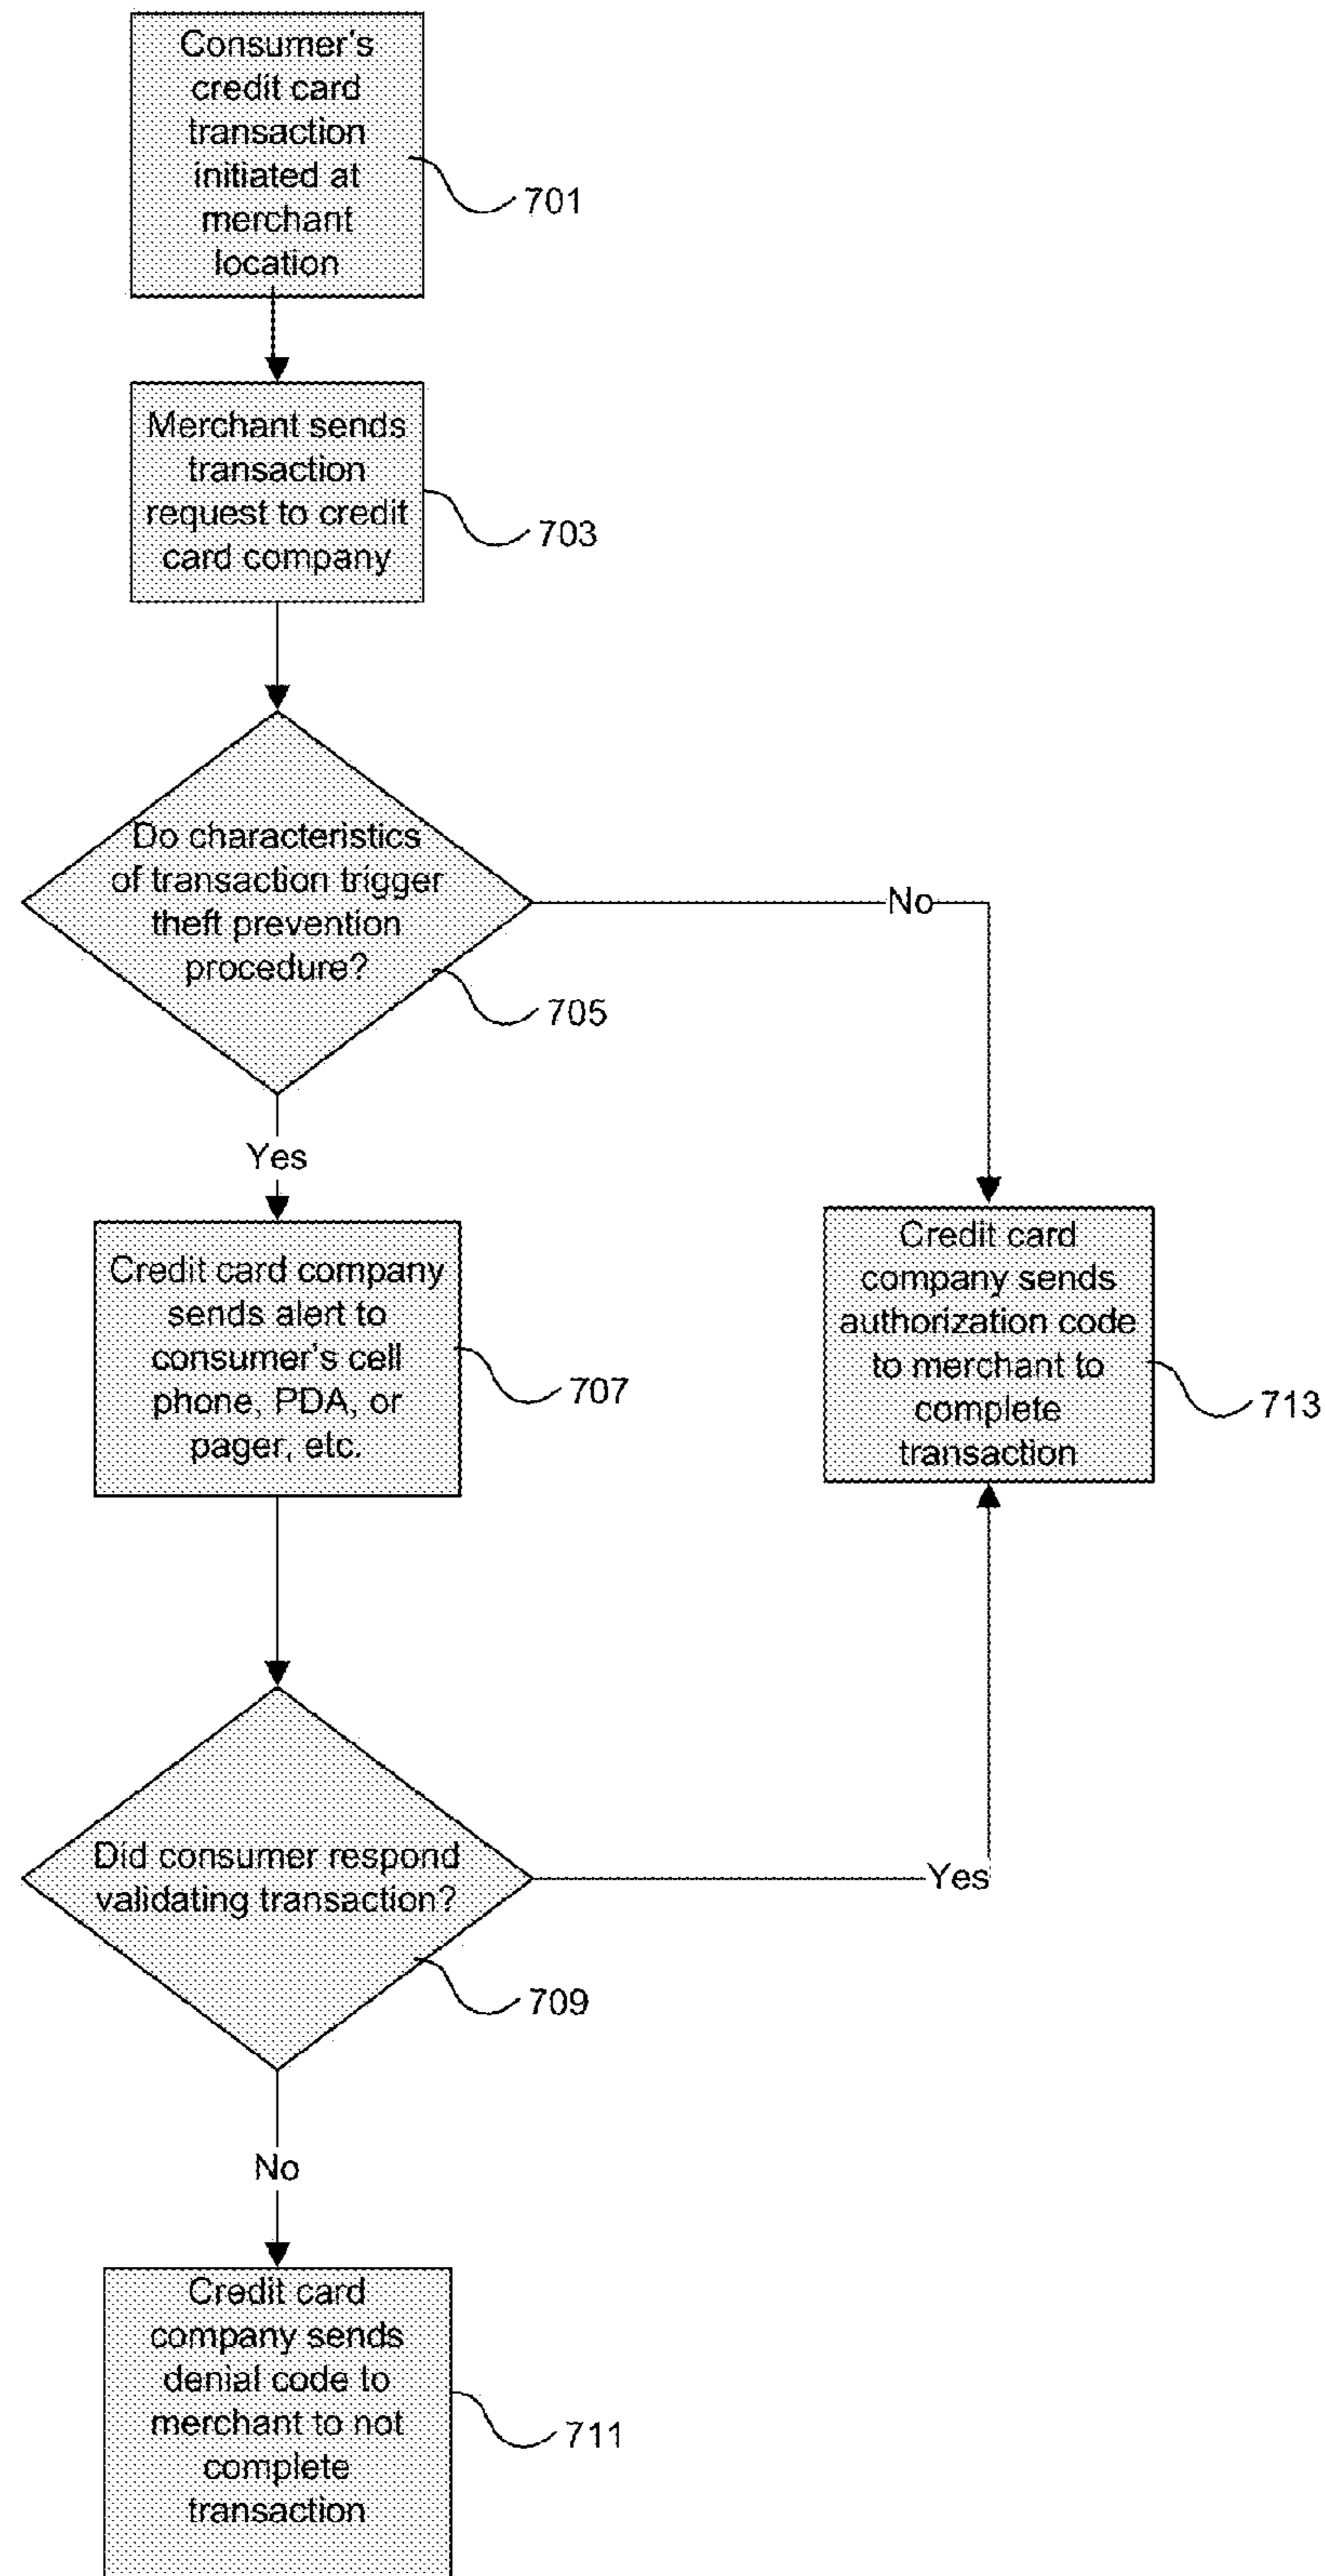 Consumer's
credit card
transaction
initiated at
merchant
location
701
Merchant sends
transaction
request to credit
card company
703
Do characteristics
of transaction trigger
theft prevention
procedure?
705
No
Yes
Credit card company
sends alert to
consumer's cell
phone, PDA, or
pager, etc.
707
Credit card
company sends
authorization code
to merchant to
complete
transaction
713
Did consumer respond
validating transaction?
709
Yes
No
Credit card
company sends
denial code to
merchant to not
complete
transaction
711